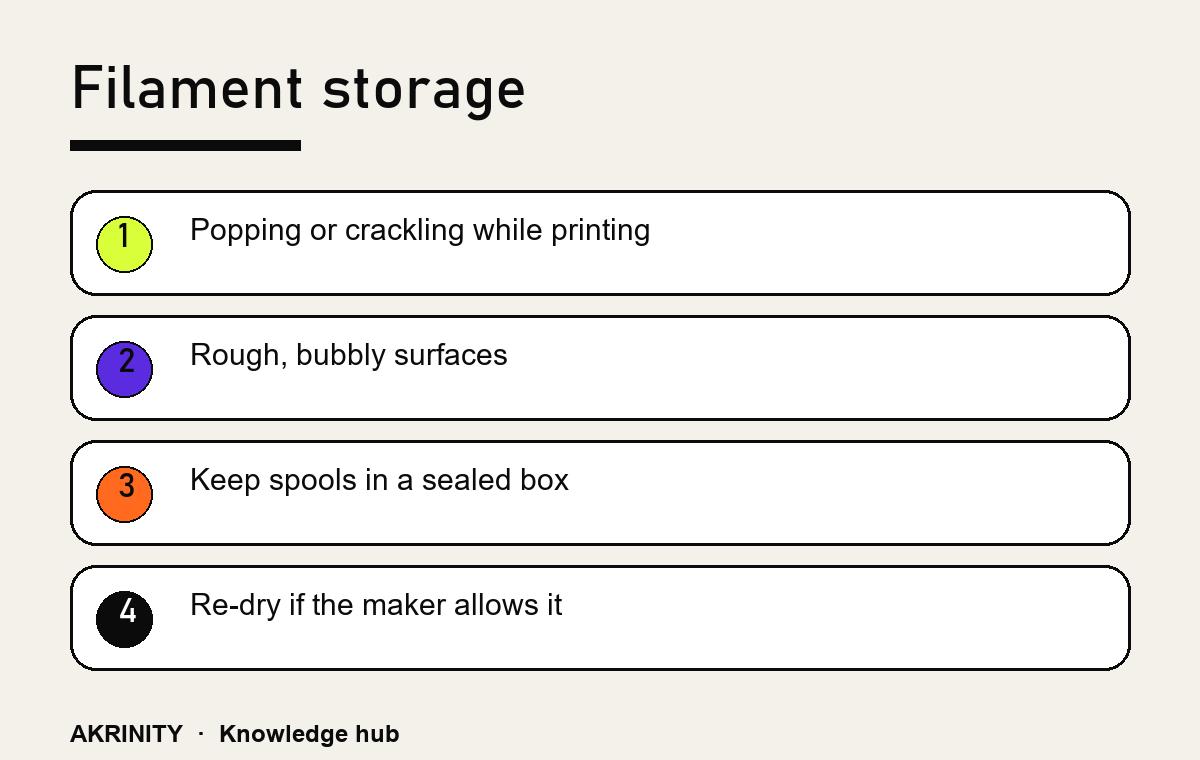 Filament storage
1 Popping or crackling while printing
2 Rough, bubbly surfaces
3 Keep spools in a sealed box
4 Re-dry if the maker allows it
AKRINITY · Knowledge hub